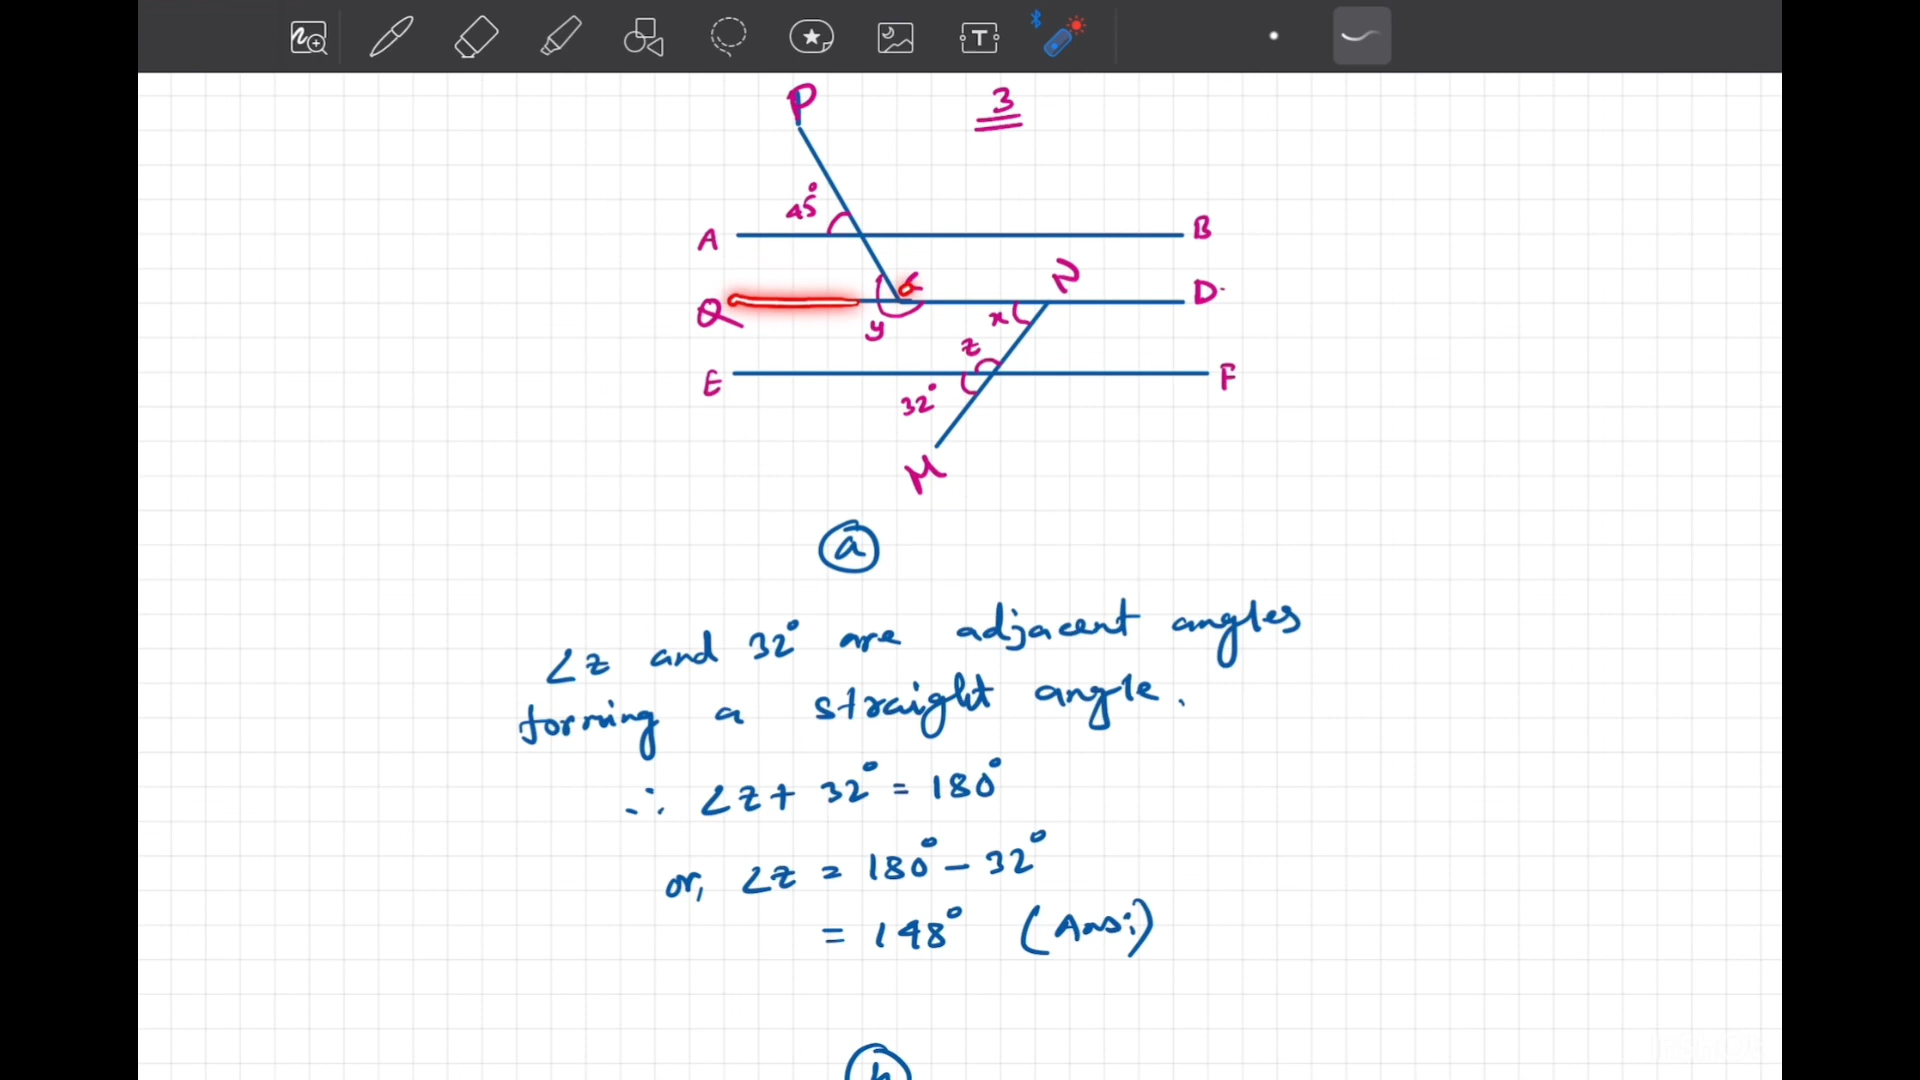 P
3
45°
A
B
C
N
D
Q
y
x
z
E
F
32°
M
a
∠z and 32° are adjacent angles
forming a straight angle.
∴ ∠z + 32° = 180°
or, ∠z = 180° - 32°
= 148° (Ans:)